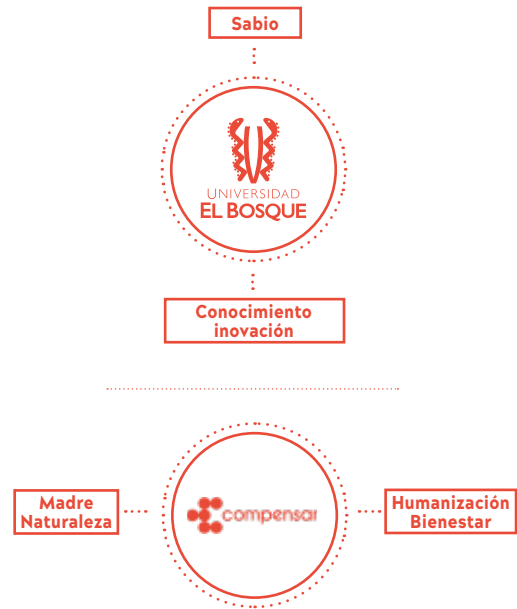 Sabio
UNIVERSIDAD
EL BOSQUE
Conocimiento
inovación
Madre
Naturaleza
compensar
Humanización
Bienestar